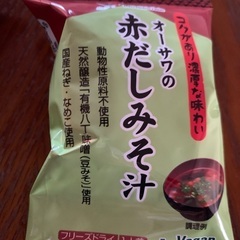 コクがあり濃厚な味わい
オーサワの
赤だしみそ汁
動物性原料不使用
天然醸造「有機八丁味噌(豆みそ)」使用
国産ねぎ・なめこ使用
調理例
フリーズドライ
Vegan